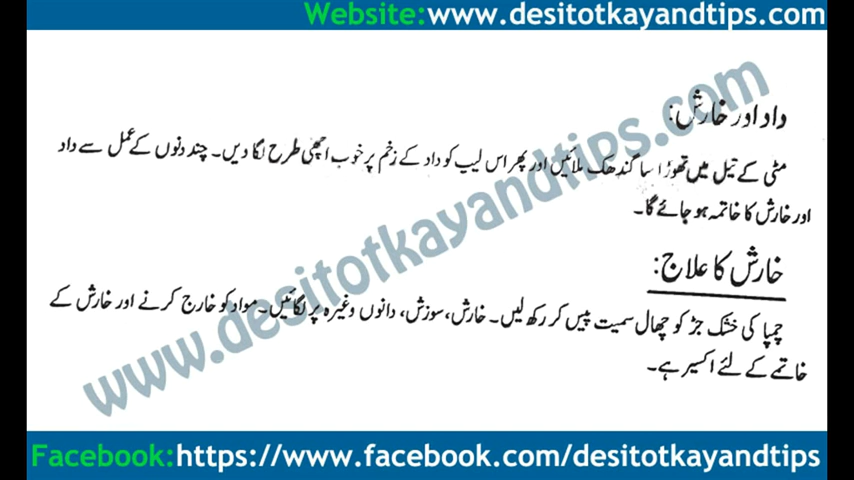 Website:www.desitotkayandtips.com
داد اور خارش:
مٹی کے تیل میں تھوڑا سا گندھک ملائیں اور پھر اس لیپ کو داد کے زخم پر خوب اچھی طرح لگا دیں۔ چند دنوں کے عمل سے داد
اور خارش کا خاتمہ ہو جائے گا۔
خارش کا علاج:
چمپا کی خشک جڑ کو چھال سمیت پیس کر رکھ لیں۔ خارش، سوزش، دانوں وغیرہ پر لگائیں۔ مواد کو خارج کرنے اور خارش کے
خاتمے کے لئے اکسیر ہے۔
www.desitotkayandtips.com
Facebook:https://www.facebook.com/desitotkayandtips